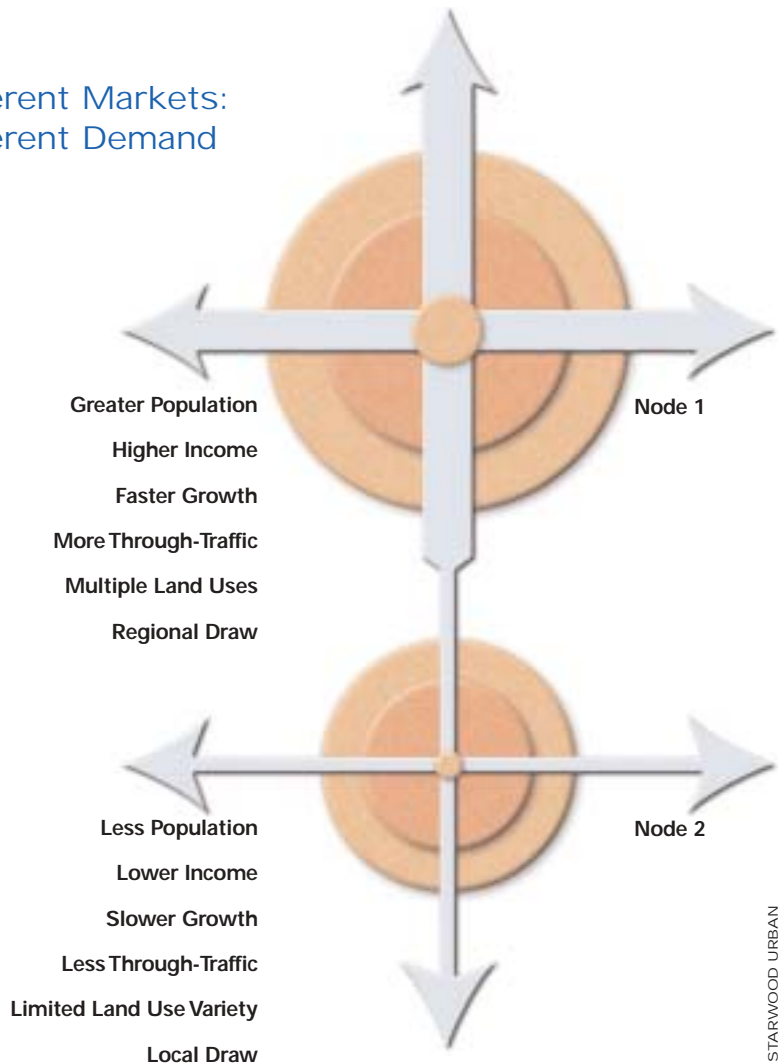 erent Markets:
erent Demand
Greater Population
Node 1
Higher Income
Faster Growth
More Through-Traffic
Multiple Land Uses
Regional Draw
Less Population
Node 2
Lower Income
Slower Growth
Less Through-Traffic
Limited Land Use Variety
Local Draw
STARWOOD URBAN